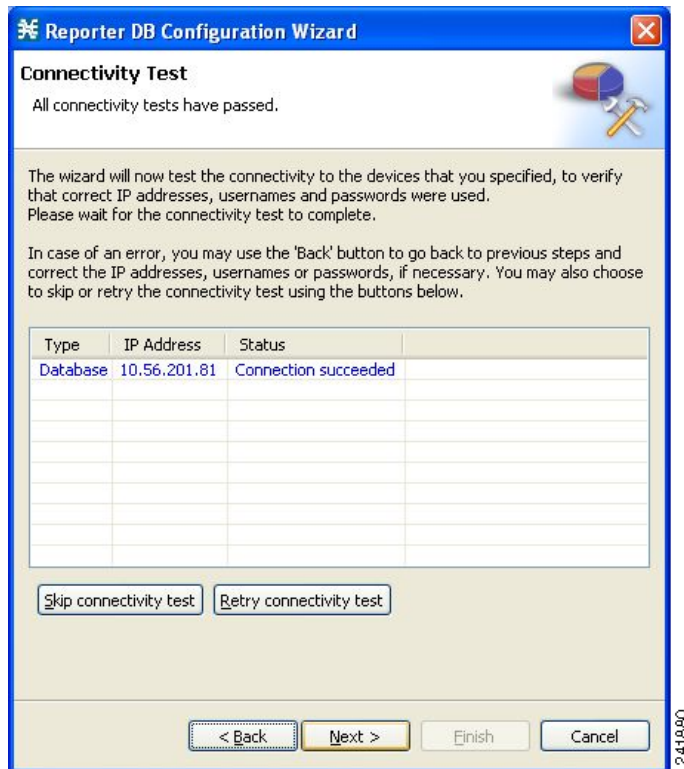 Reporter DB Configuration Wizard
Connectivity Test
All connectivity tests have passed.
The wizard will now test the connectivity to the devices that you specified, to verify
that correct IP addresses, usernames and passwords were used.
Please wait for the connectivity test to complete.
In case of an error, you may use the 'Back' button to go back to previous steps and
correct the IP addresses, usernames or passwords, if necessary. You may also choose
to skip or retry the connectivity test using the buttons below.
Type IP Address Status
Database 10.56.201.81 Connection succeeded
Skip connectivity test Retry connectivity test
< Back Next > Finish Cancel
241880